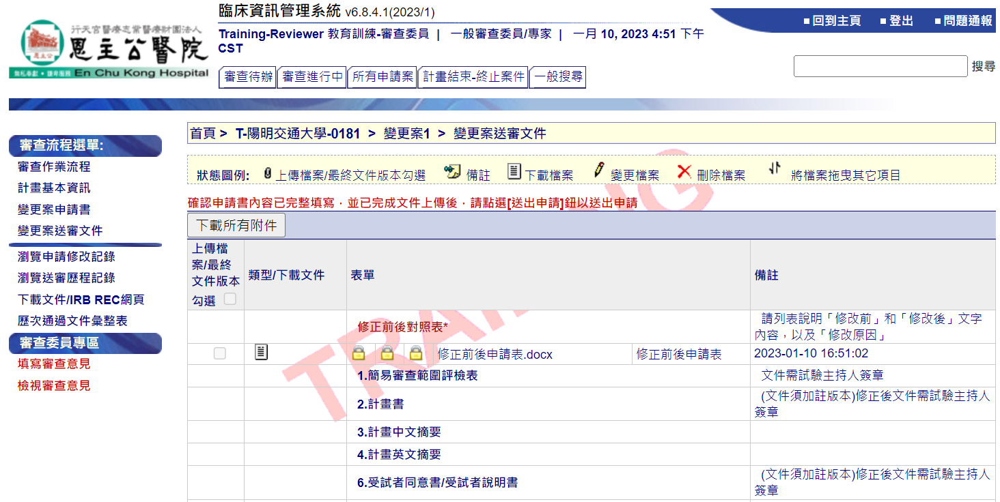 臨床資訊管理系統 v6.8.4.1(2023/1)
行天宮醫療志業醫療財團法人
恩主公醫院
恩主公
En Chu Kong Hospital
Training-Reviewer 教育訓練-審查委員 | 一般審查委員/專家 | 一月 10, 2023 4:51 下午
CST
回到主頁 登出 問題通報
搜尋
審查待辦 審查進行中 所有申請案 計畫結束-終止案件 一般搜尋
審查流程選單:
審查作業流程
計畫基本資訊
變更案申請書
變更案送審文件
瀏覽申請修改記錄
瀏覽送審歷程記錄
下載文件/IRB REC網頁
歷次通過文件彙整表
審查委員專區
填寫審查意見
檢視審查意見
首頁 > T-陽明交通大學-0181 > 變更案1 > 變更案送審文件
狀態圖例: 上傳檔案/最終文件版本勾選 備註 下載檔案 變更檔案 刪除檔案 將檔案拖曳其它項目
確認申請書內容已完整填寫，並已完成文件上傳後，請點選[送出申請]鈕以送出申請
下載所有附件
上傳檔
案/最終
文件版本
勾選
類型/下載文件
表單
備註
修正前後對照表*
請列表說明「修改前」和「修改後」文字
內容，以及「修改原因」
修正前後申請表.docx 修正前後申請表 2023-01-10 16:51:02
1.簡易審查範圍評檢表 文件需試驗主持人簽章
2.計畫書
(文件須加註版本)修正後文件需試驗主持人
簽章
3.計畫中文摘要
4.計畫英文摘要
6.受試者同意書/受試者說明書
(文件須加註版本)修正後文件需試驗主持人
簽章